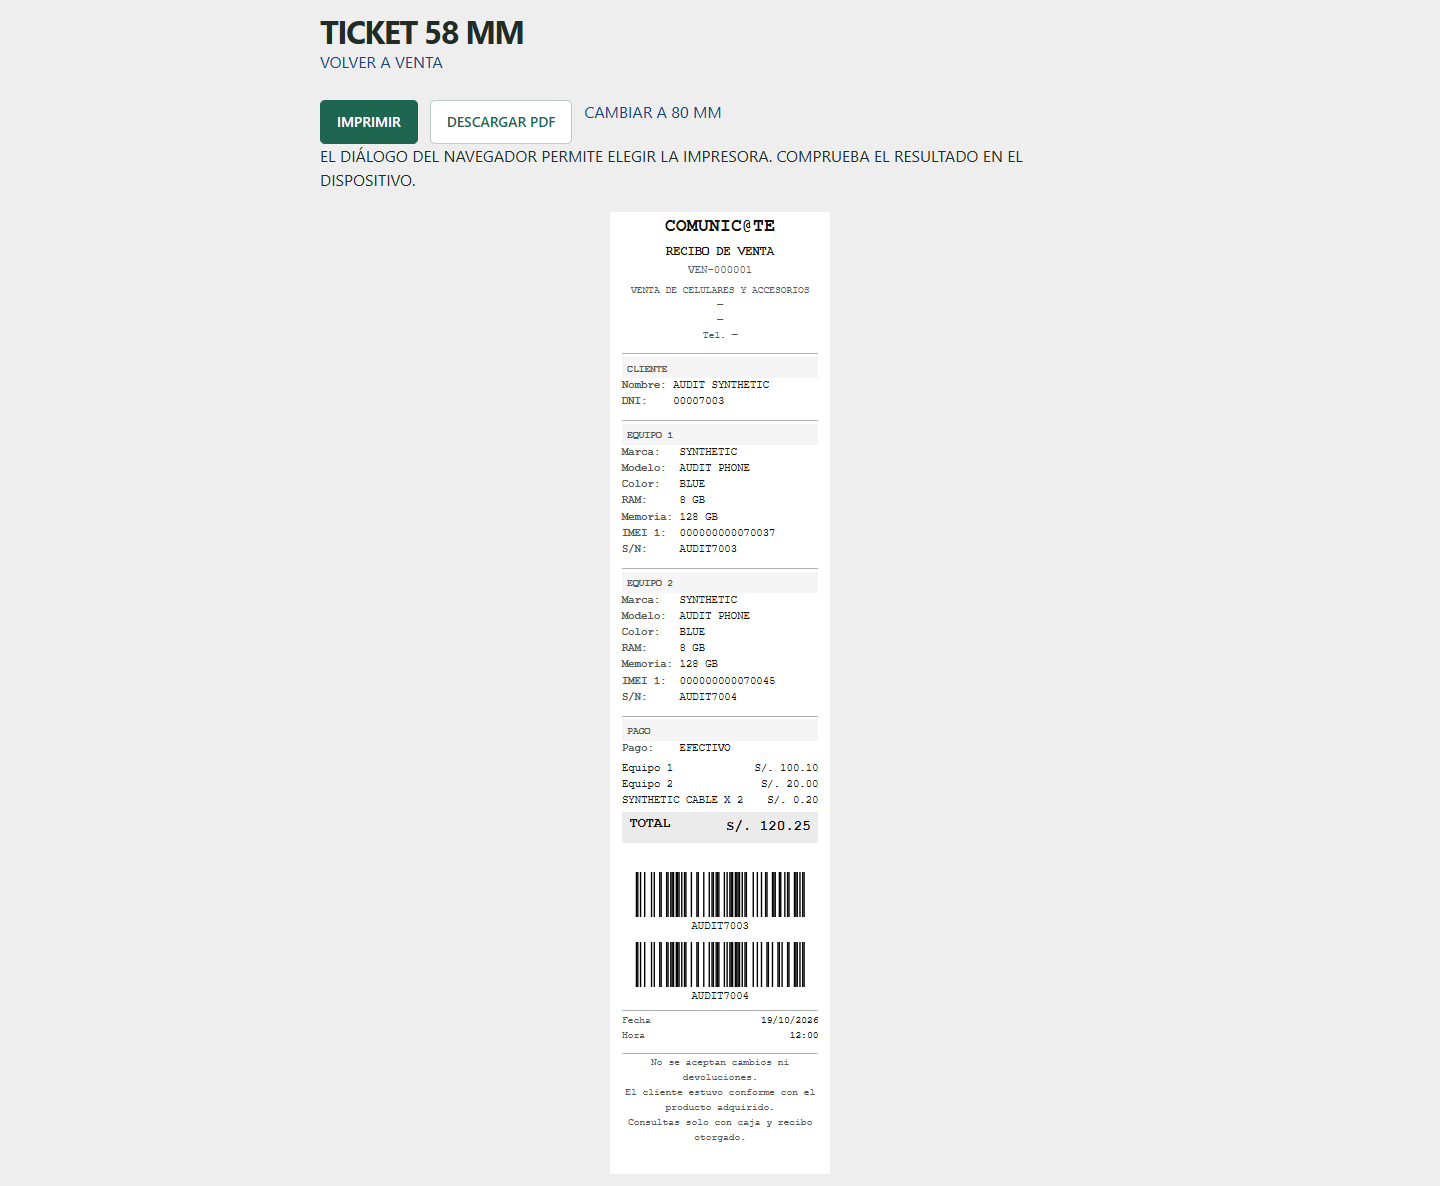 TICKET 58 MM
VOLVER A VENTA
IMPRIMIR
DESCARGAR PDF
CAMBIAR A 80 MM
EL DIÁLOGO DEL NAVEGADOR PERMITE ELEGIR LA IMPRESORA. COMPRUEBA EL RESULTADO EN EL
DISPOSITIVO.
COMUNIC@TE
RECIBO DE VENTA
VEN-000001
VENTA DE CELULARES Y ACCESORIOS
—
—
Tel. —
CLIENTE
Nombre: AUDIT SYNTHETIC
DNI: 00007003
EQUIPO 1
Marca: SYNTHETIC
Modelo: AUDIT PHONE
Color: BLUE
RAM: 8 GB
Memoria: 128 GB
IMEI 1: 000000000070037
S/N: AUDIT7003
EQUIPO 2
Marca: SYNTHETIC
Modelo: AUDIT PHONE
Color: BLUE
RAM: 8 GB
Memoria: 128 GB
IMEI 1: 000000000070045
S/N: AUDIT7004
PAGO
Pago: EFECTIVO
Equipo 1 S/. 100.10
Equipo 2 S/. 20.00
SYNTHETIC CABLE X 2 S/. 0.20
TOTAL S/. 120.25
AUDIT7003
AUDIT7004
Fecha 19/10/2026
Hora 12:00
No se aceptan cambios ni
devoluciones.
El cliente estuvo conforme con el
producto adquirido.
Consultas solo con caja y recibo
otorgado.